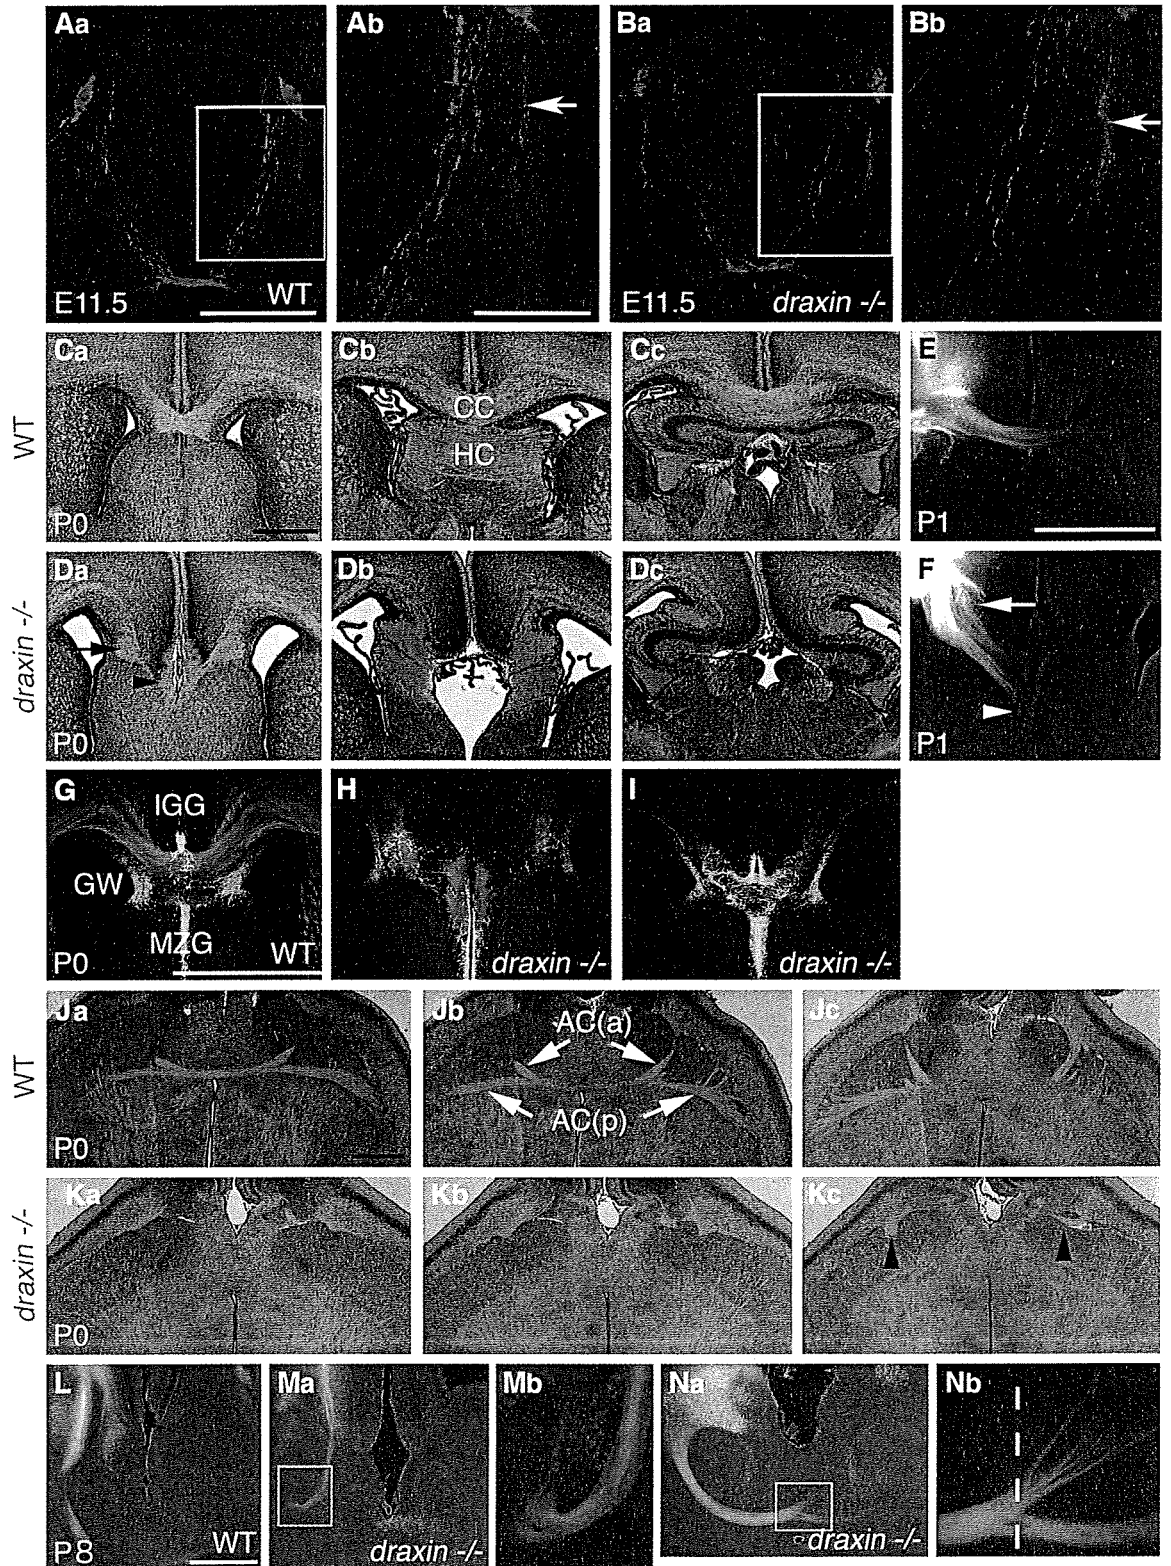 Aa
Ab
Ba
Bb
E11.5
WT
E11.5
draxin -/-
WT
Ca
Cb
Cc
E
CC
HC
P0
P1
draxin -/-
Da
Db
Dc
F
P0
P1
G
H
I
IGG
GW
MZG
P0
WT
draxin -/-
draxin -/-
WT
Ja
Jb
Jc
AC(a)
AC(p)
P0
draxin -/-
Ka
Kb
Kc
P0
L
Ma
Mb
Na
Nb
P8
WT
draxin -/-
draxin -/-